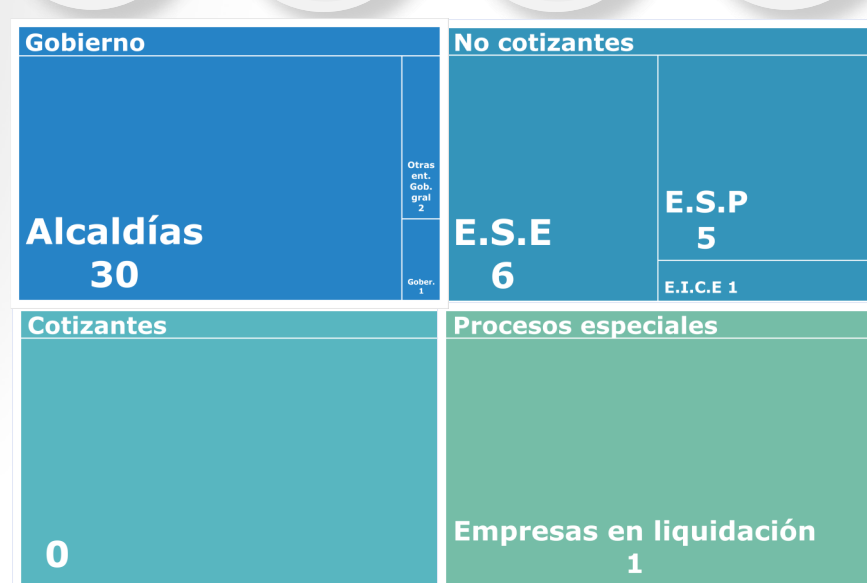 Gobierno
Alcaldías
30
Otras
ent.
Gob.
gral
2
Gober.
1
No cotizantes
E.S.E
6
E.S.P
5
E.I.C.E 1
Cotizantes
0
Procesos especiales
Empresas en liquidación
1